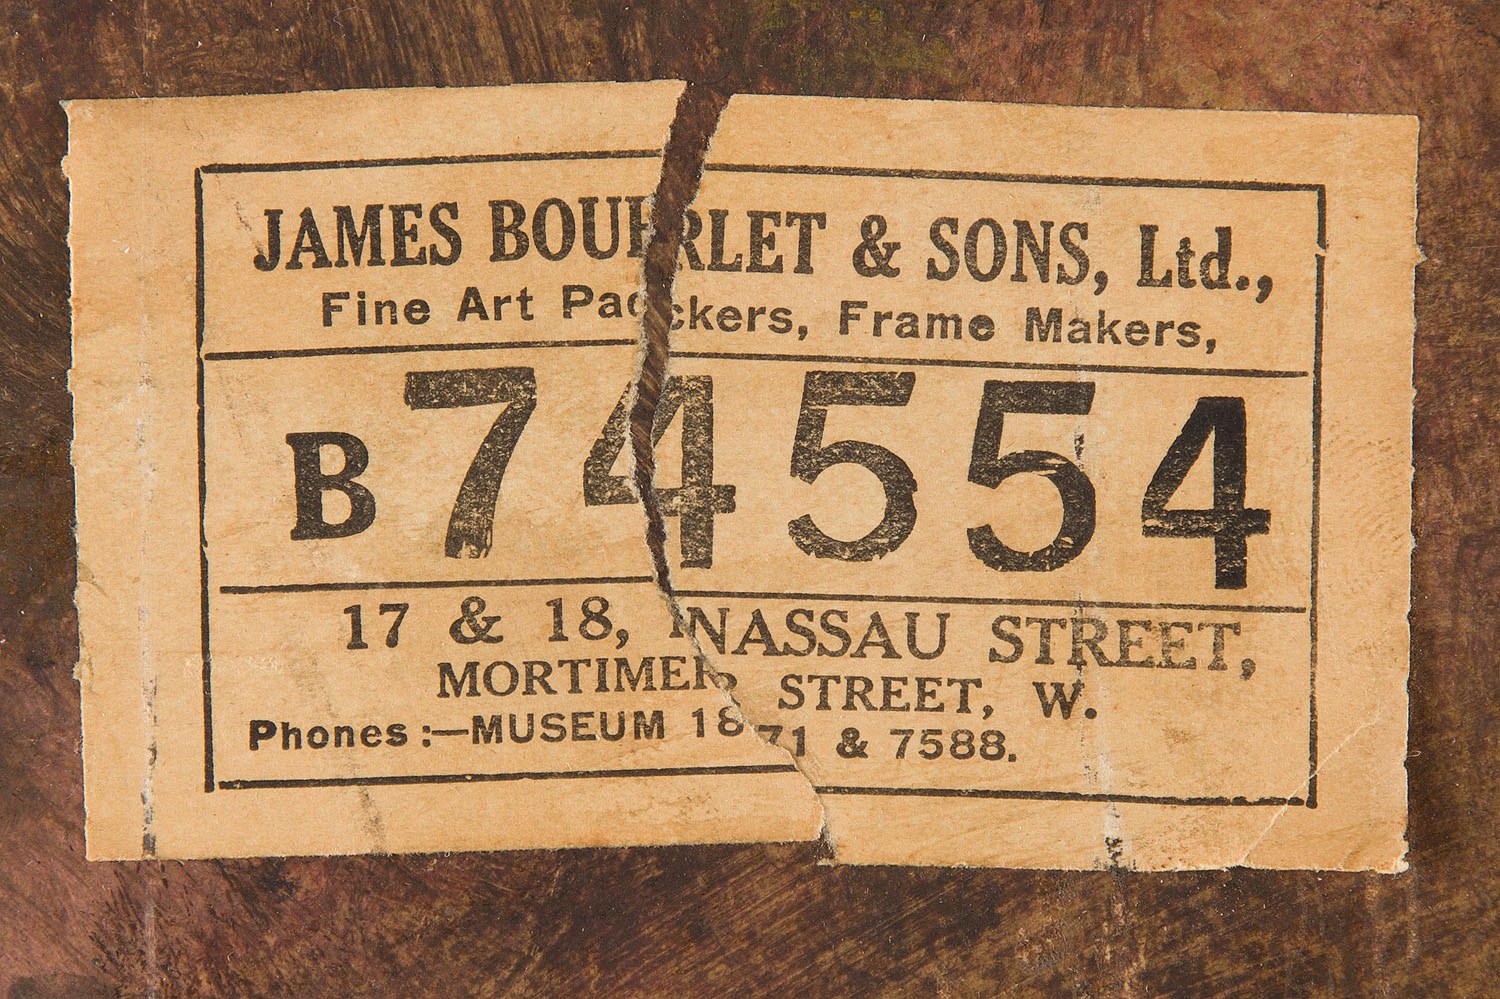 JAMES BOURLET & SONS, Ltd.,
Fine Art Packers, Frame Makers,
B 74554
17 & 18, NASSAU STREET,
MORTIMER STREET, W.
Phones:—MUSEUM 1871 & 7588.